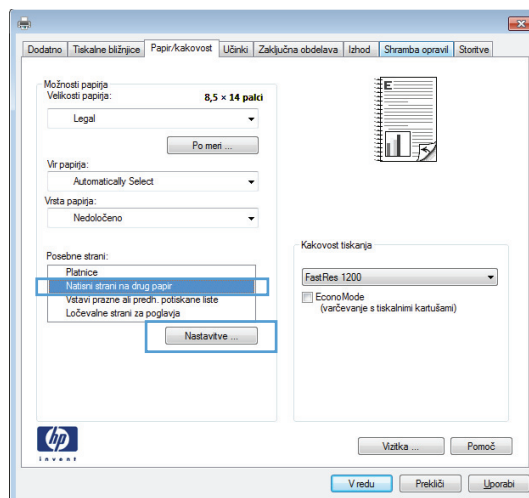 Dodatno Tiskalne bližnjice Papir/kakovost Učinki Zaključna obdelava Izhod Shramba opravil Storitve
Možnosti papirja
Velikosti papirja: 8,5 × 14 palci
Legal
Po meri ...
Vir papirja:
Automatically Select
Vrsta papirja:
Nedoločeno
Posebne strani:
Platnice
Natisni strani na drug papir
Vstavi prazne ali predh. potiskane liste
Ločevalne strani za poglavja
Nastavitve ...
Kakovost tiskanja
FastRes 1200
EconoMode
(varčevanje s tiskalnimi kartušami)
E
hp
invent
Vizitka ... Pomoč
V redu Prekliči Uporabi